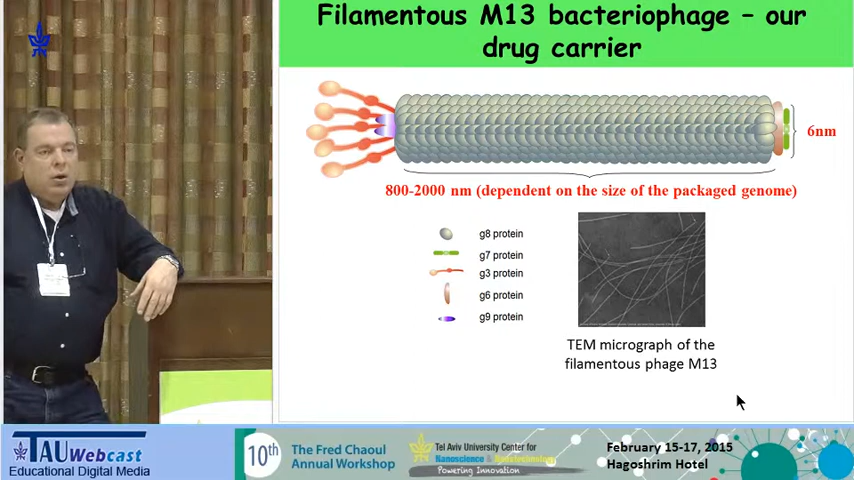 Filamentous M13 bacteriophage – our
drug carrier
6nm
800-2000 nm (dependent on the size of the packaged genome)
g8 protein
g7 protein
g3 protein
g6 protein
g9 protein
TEM micrograph of the
filamentous phage M13
TAU Webcast
Educational Digital Media
10th
The Fred Chaoul
Annual Workshop
Tel Aviv University Center for
Nanoscience & Nanotechnology
Powering Innovation
February 15-17, 2015
Hagoshrim Hotel